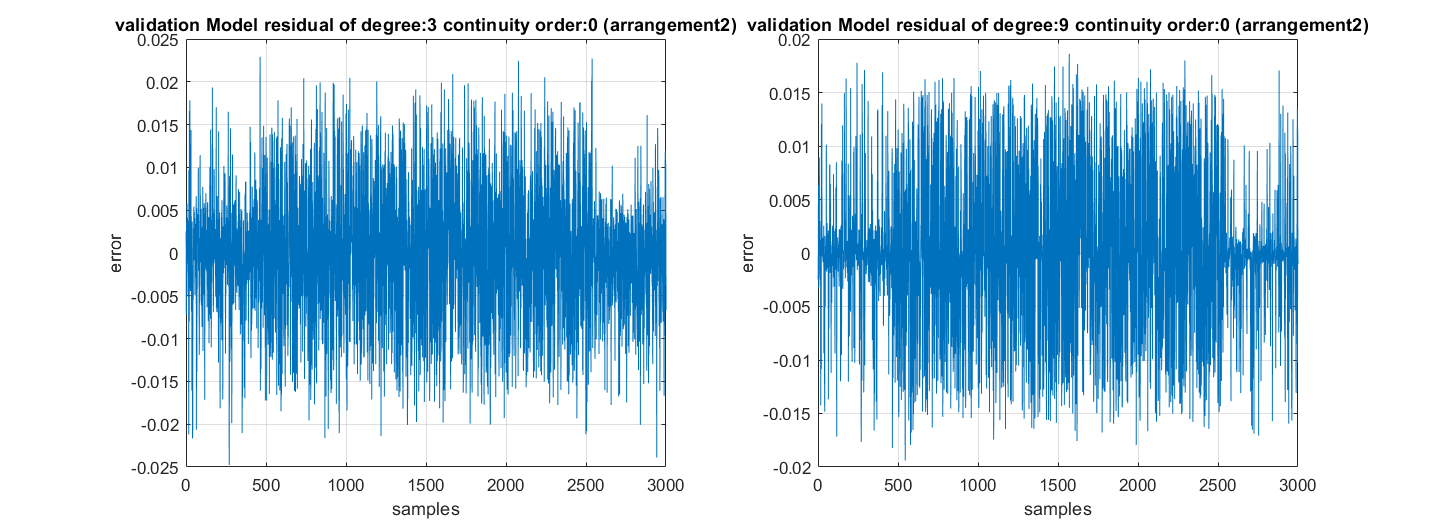 validation Model residual of degree:3 continuity order:0 (arrangement2)
0.025
0.02
0.015
0.01
0.005
0
-0.005
-0.01
-0.015
-0.02
-0.025
error
0 500 1000 1500 2000 2500 3000
samples
validation Model residual of degree:9 continuity order:0 (arrangement2)
0.02
0.015
0.01
0.005
0
-0.005
-0.01
-0.015
-0.02
error
0 500 1000 1500 2000 2500 3000
samples